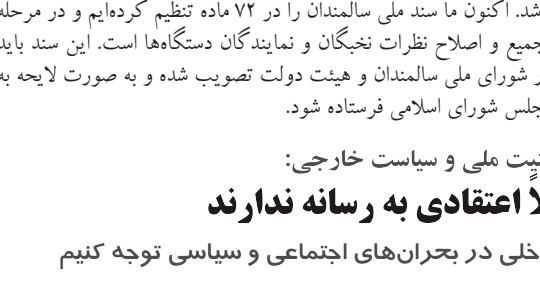 شد. اکنون ما سند ملی سالمندان را در ۷۲ ماده تنظیم کرده‌ایم و در مرحله
جمیع و اصلاح نظرات نخبگان و نمایندگان دستگاه‌ها است. این سند باید
ر شورای ملی سالمندان و هیئت دولت تصویب شده و به صورت لایحه به
جلس شورای اسلامی فرستاده شود.
نیت ملی و سیاست خارجی:
لاً اعتقادی به رسانه ندارند
خلی در بحران‌های اجتماعی و سیاسی توجه کنیم